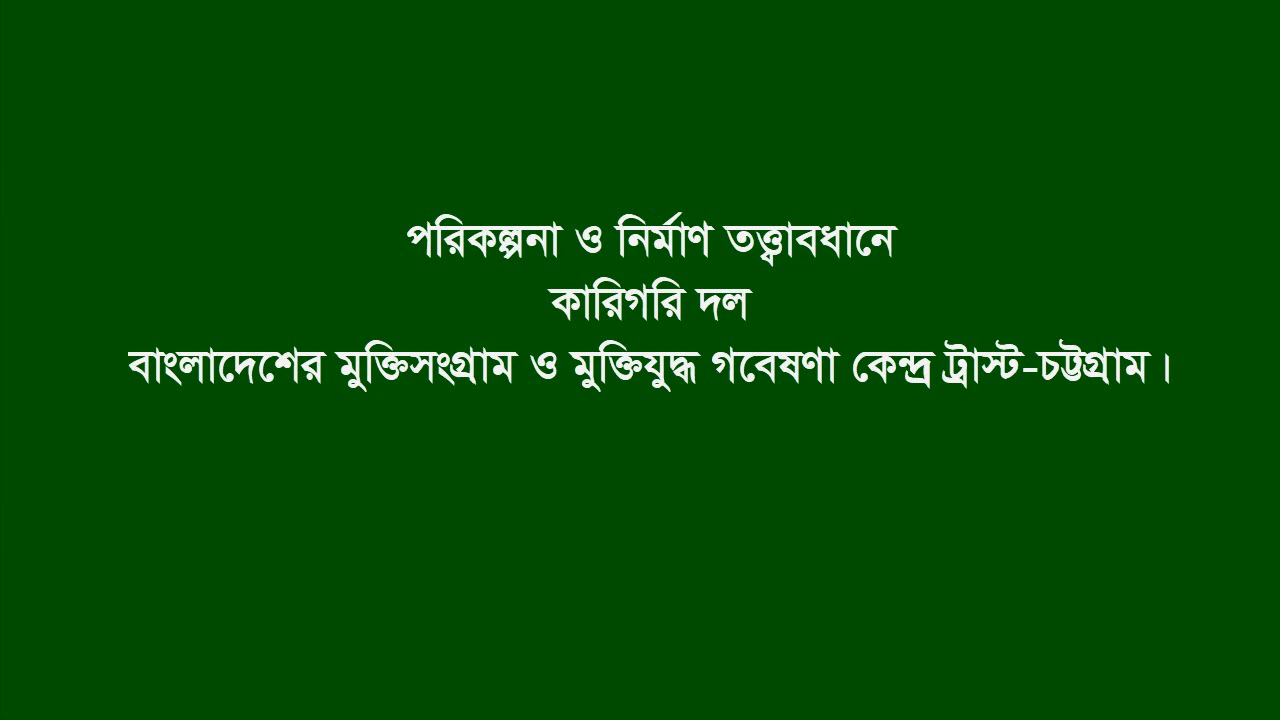 পরিকল্পনা ও নির্মাণ তত্ত্বাবধানে
কারিগরি দল
বাংলাদেশের মুক্তিসংগ্রাম ও মুক্তিযুদ্ধ গবেষণা কেন্দ্র ট্রাস্ট-চট্টগ্রাম।